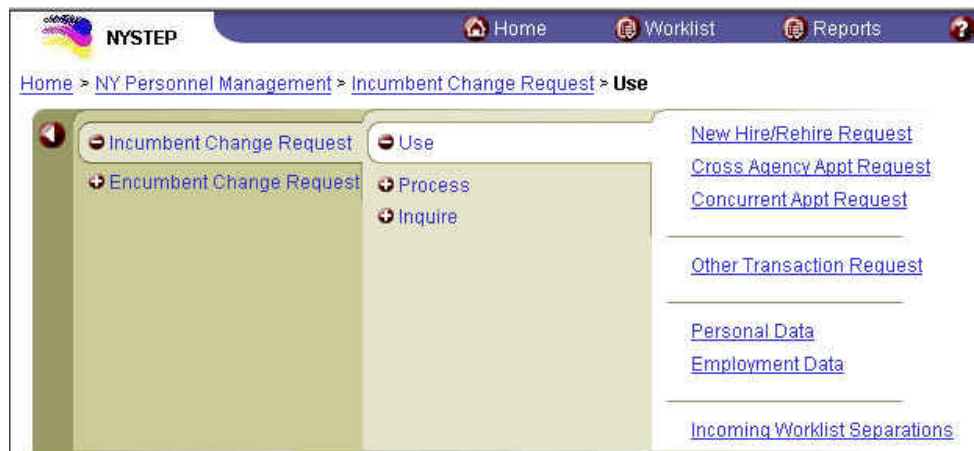 NYSTEP
Home
Worklist
Reports
Home > NY Personnel Management > Incumbent Change Request > Use
Incumbent Change Request
Encumbent Change Request
Use
Process
Inquire
New Hire/Rehire Request
Cross Agency Appt Request
Concurrent Appt Request
Other Transaction Request
Personal Data
Employment Data
Incoming Worklist Separations